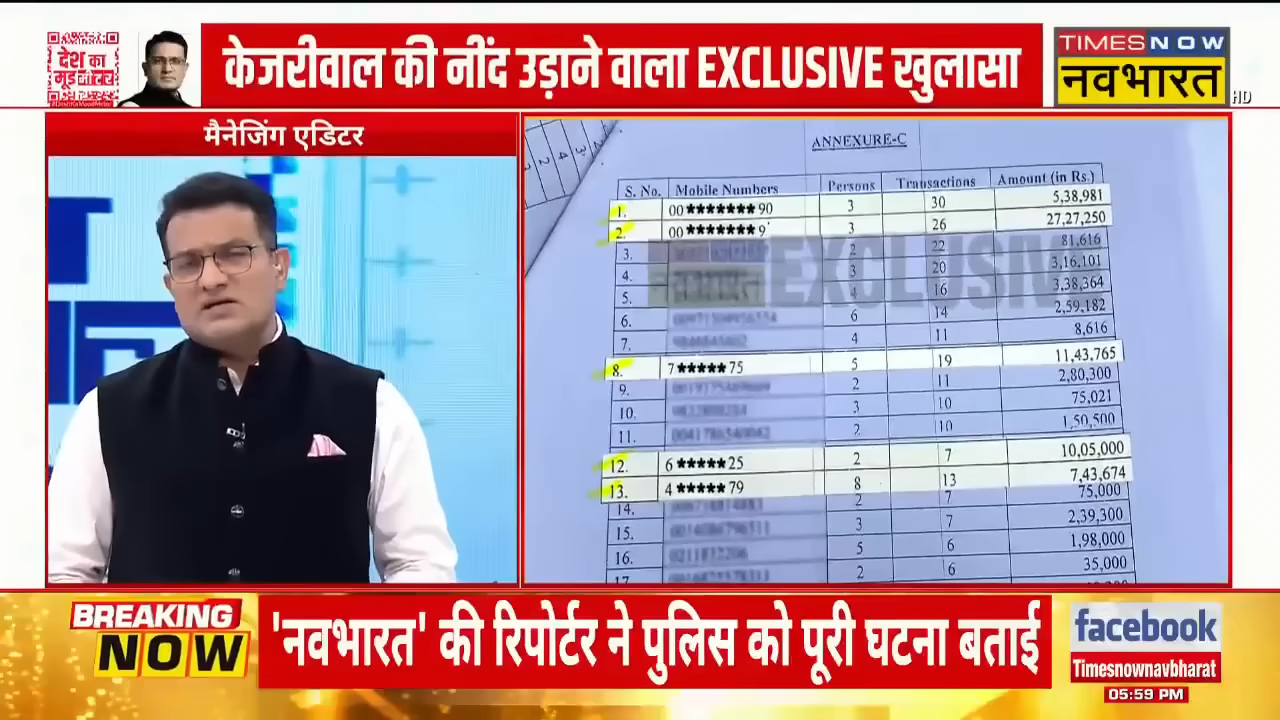 देश का
मूड मीटर
#DeshKaMoodMeter
केजरीवाल की नींद उड़ाने वाला EXCLUSIVE खुलासा
TIMES NOW
नवभारत
HD
मैनेजिंग एडिटर
ANNEXURE-C
S. No. Mobile Numbers Persons Transactions Amount (in Rs.)
1. 00*******90 3 30 5,38,981
2. 00*******9 3 26 27,27,250
3. 2 22 81,616
4. 3 20 3,16,101
5. 4 16 3,38,364
6. 6 14 2,59,182
7. 4 11 8,616
8. 7*****75 5 19 11,43,765
9. 2 11 2,80,300
10. 3 10 75,021
11. 2 10 1,50,500
12. 6*****25 2 7 10,05,000
13. 4*****79 8 13 7,43,674
14. 2 7 75,000
15. 3 7 2,39,300
16. 5 6 1,98,000
17. 2 6 35,000
नवभारत EXCLUSIVE
BREAKING NOW
'नवभारत' की रिपोर्टर ने पुलिस को पूरी घटना बताई
facebook
Timesnownavbharat
05:59 PM